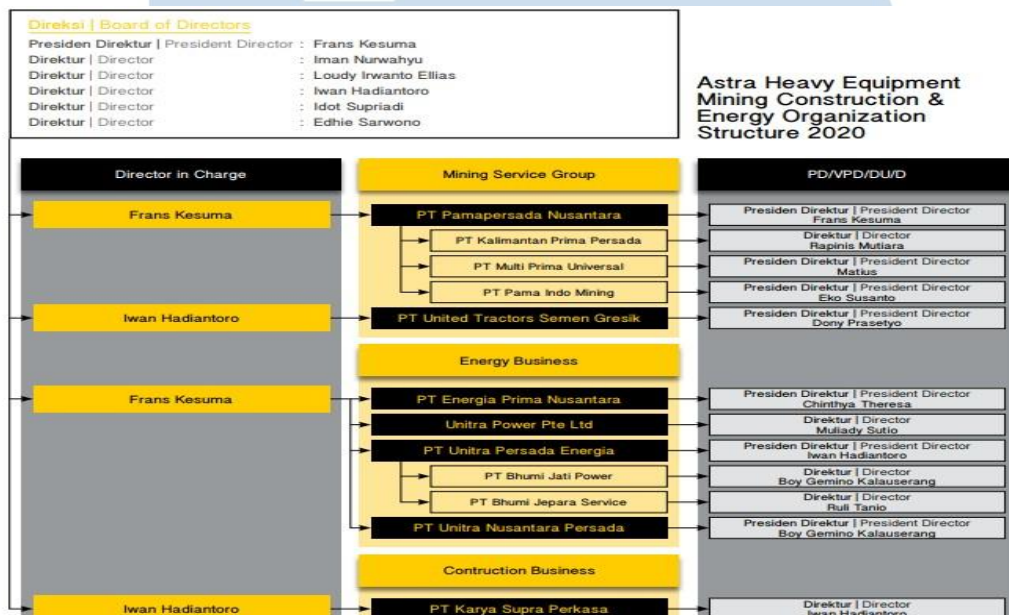 Direksi | Board of Directors
Presiden Direktur | President Director : Frans Kesuma
Direktur | Director : Iman Nurwahyu
Direktur | Director : Loudy Irwanto Ellias
Direktur | Director : Iwan Hadiantoro
Direktur | Director : Idot Supriadi
Direktur | Director : Edhie Sarwono
Astra Heavy Equipment
Mining Construction &
Energy Organization
Structure 2020
Director in Charge
Mining Service Group
PD/VPD/DU/D
Frans Kesuma
PT Pamapersada Nusantara
Presiden Direktur | President Director
Frans Kesuma
PT Kalimantan Prima Persada
Direktur | Director
Rapinis Mutiara
PT Multi Prima Universal
Presiden Direktur | President Director
Matius
PT Pama Indo Mining
Presiden Direktur | President Director
Eko Susanto
Iwan Hadiantoro
PT United Tractors Semen Gresik
Presiden Direktur | President Director
Dony Prasetyo
Energy Business
Frans Kesuma
PT Energia Prima Nusantara
Presiden Direktur | President Director
Chinthya Theresa
Unitra Power Pte Ltd
Direktur | Director
Muliady Sutio
PT Unitra Persada Energia
Presiden Direktur | President Director
Iwan Hadiantoro
PT Bhumi Jati Power
Direktur | Director
Boy Gemino Kalauserang
PT Bhumi Jepara Service
Direktur | Director
Ruli Tanio
PT Unitra Nusantara Persada
Presiden Direktur | President Director
Boy Gemino Kalauserang
Contruction Business
Iwan Hadiantoro
PT Karya Supra Perkasa
Direktur | Director
Iwan Hadiantoro